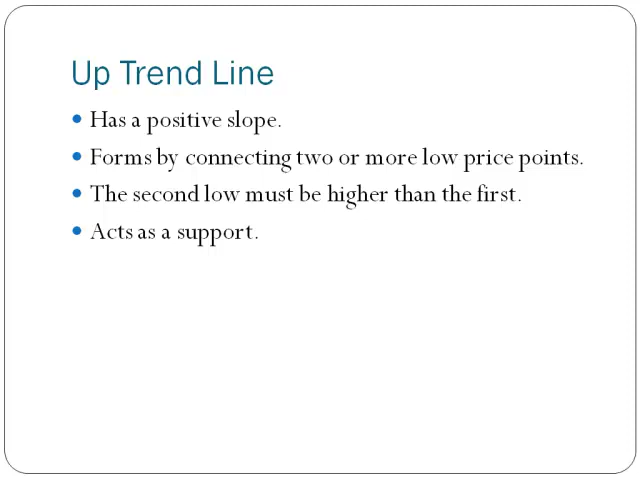 Up Trend Line
• Has a positive slope.
• Forms by connecting two or more low price points.
• The second low must be higher than the first.
• Acts as a support.